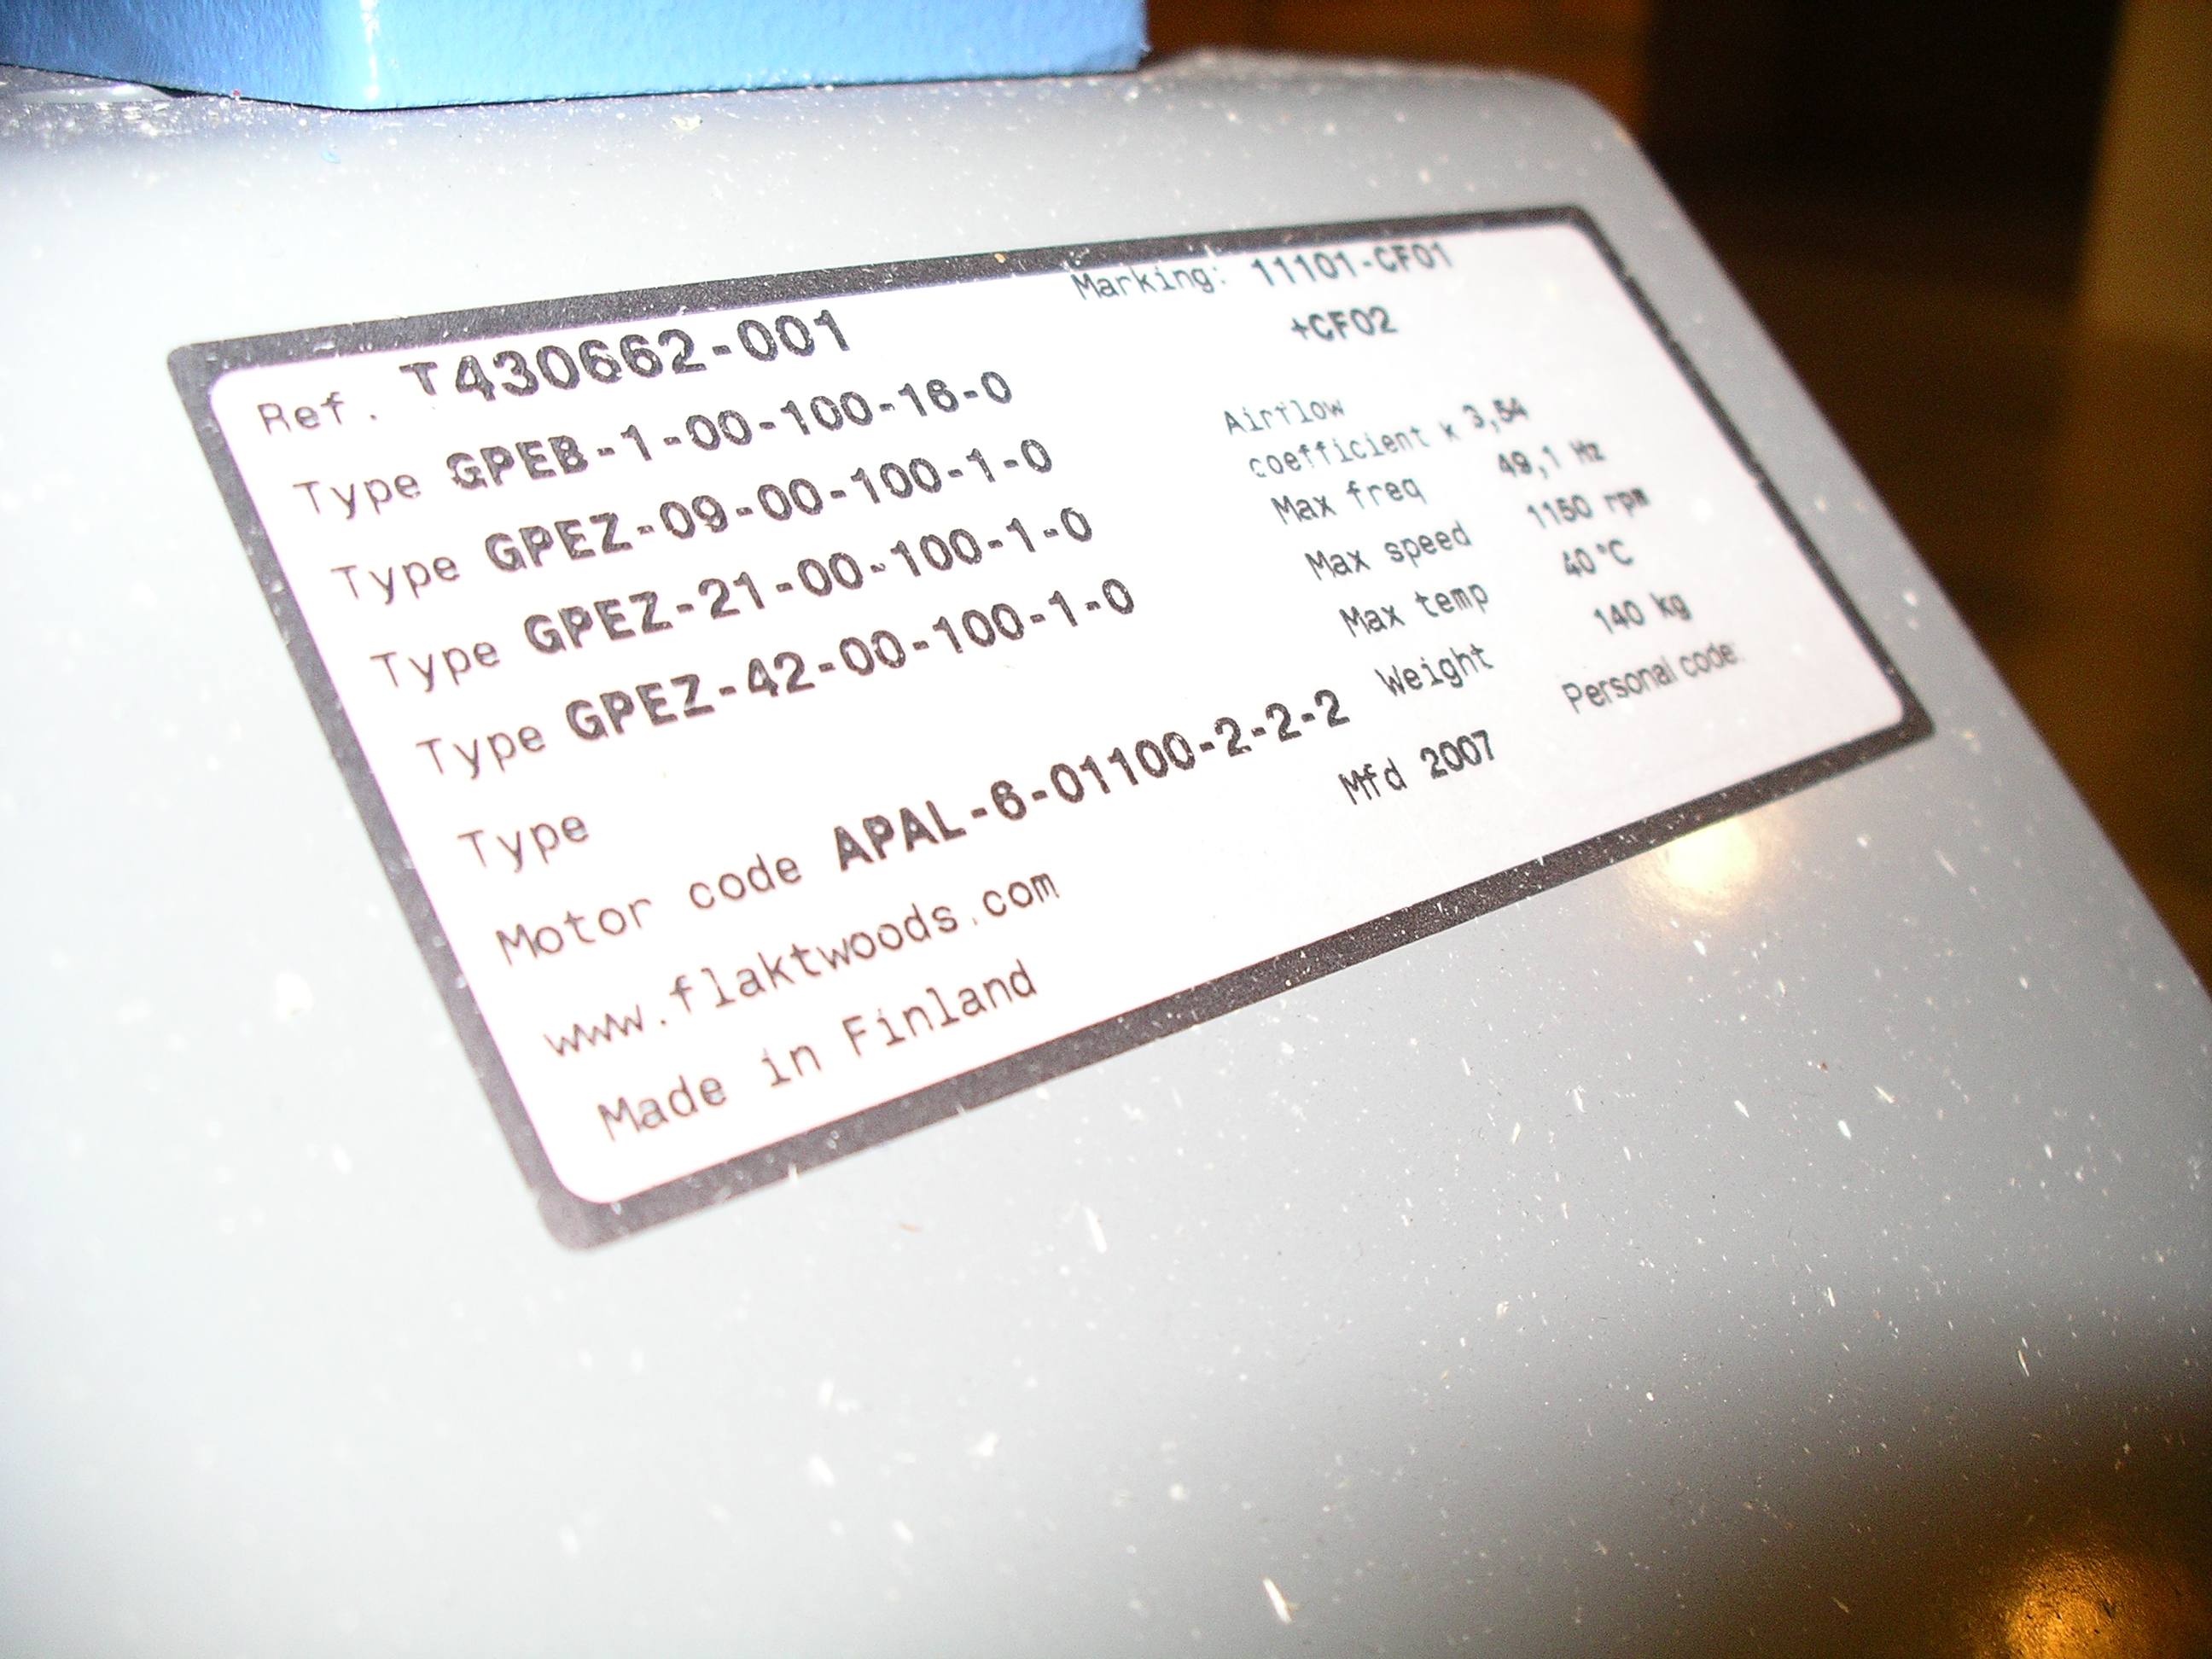 Marking: 11101-CF01
+CF02
Ref. T430662-001
Type GPEB-1-00-100-16-0
Type GPEZ-09-00-100-1-0
Type GPEZ-21-00-100-1-0
Type GPEZ-42-00-100-1-0
Type
Motor code APAL-6-01100-2-2-2
www.flaktwoods.com
Made in Finland
Airflow
coefficient k 3,54
Max freq 49,1 Hz
Max speed 1150 rpm
Max temp 40°C
Weight 140 kg
Mfd 2007 Personal code: